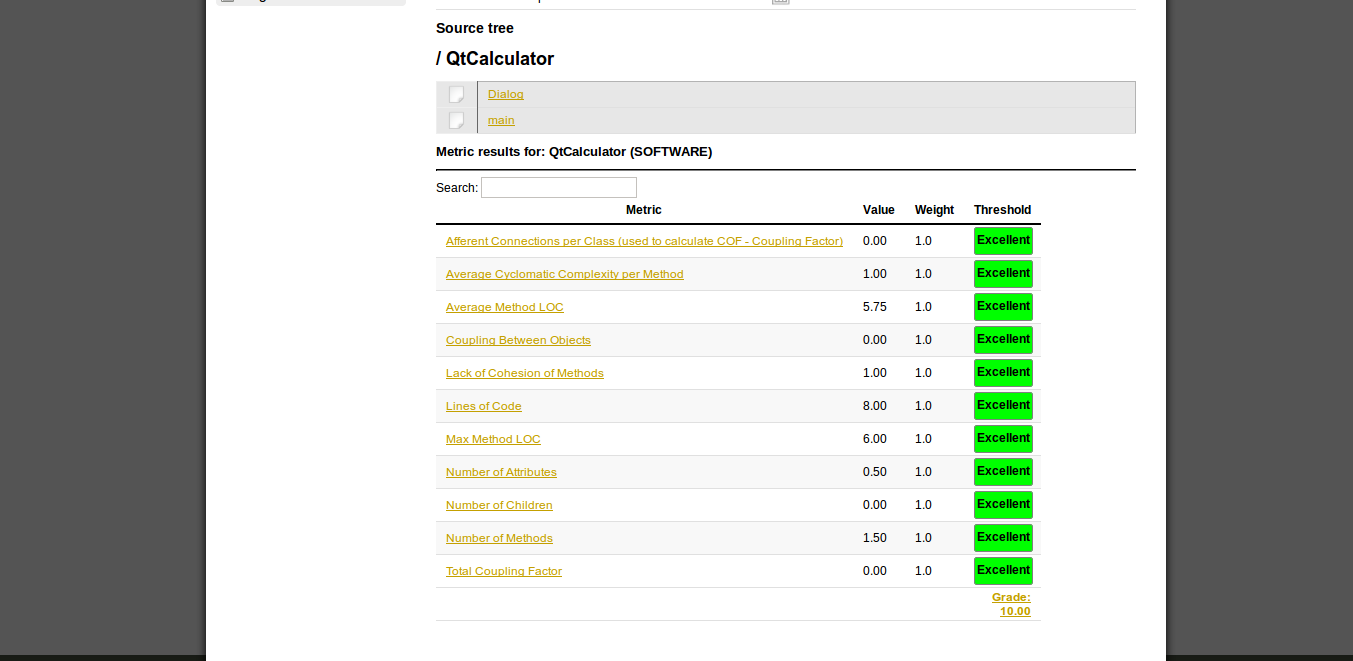 Source tree
/ QtCalculator
Dialog
main
Metric results for: QtCalculator (SOFTWARE)
Search:
Metric Value Weight Threshold
Afferent Connections per Class (used to calculate COF - Coupling Factor) 0.00 1.0 Excellent
Average Cyclomatic Complexity per Method 1.00 1.0 Excellent
Average Method LOC 5.75 1.0 Excellent
Coupling Between Objects 0.00 1.0 Excellent
Lack of Cohesion of Methods 1.00 1.0 Excellent
Lines of Code 8.00 1.0 Excellent
Max Method LOC 6.00 1.0 Excellent
Number of Attributes 0.50 1.0 Excellent
Number of Children 0.00 1.0 Excellent
Number of Methods 1.50 1.0 Excellent
Total Coupling Factor 0.00 1.0 Excellent
Grade:
10.00